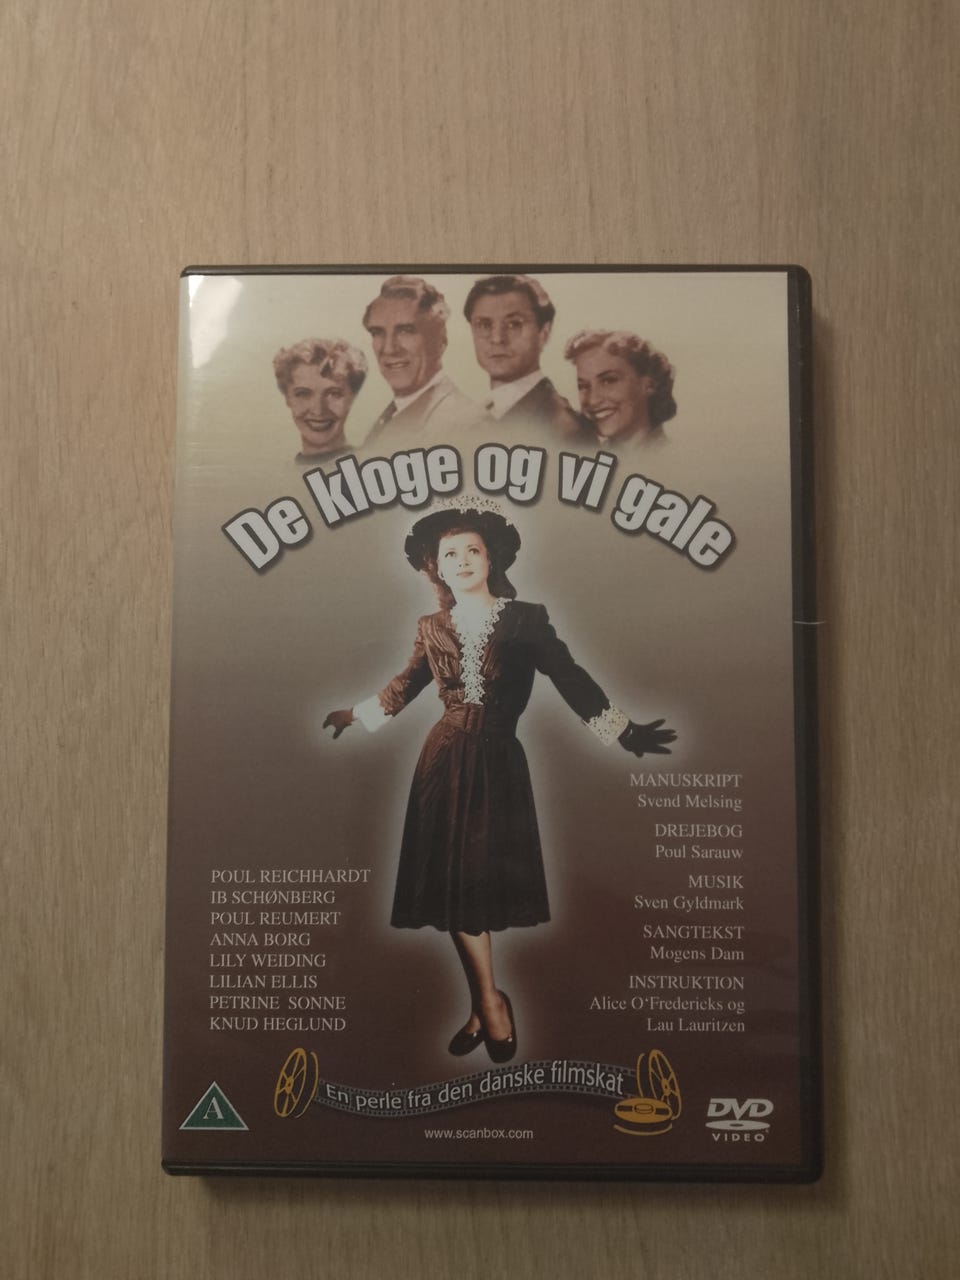 De kloge og vi gale
MANUSKRIPT
Svend Melsing
DREJEBOG
Poul Sarauw
MUSIK
Sven Gyldmark
SANGTEKST
Mogens Dam
INSTRUKTION
Alice O‘Fredericks og
Lau Lauritzen
POUL REICHHARDT
IB SCHØNBERG
POUL REUMERT
ANNA BORG
LILY WEIDING
LILIAN ELLIS
PETRINE SONNE
KNUD HEGLUND
En perle fra den danske filmskat
A
www.scanbox.com
DVD
VIDEO